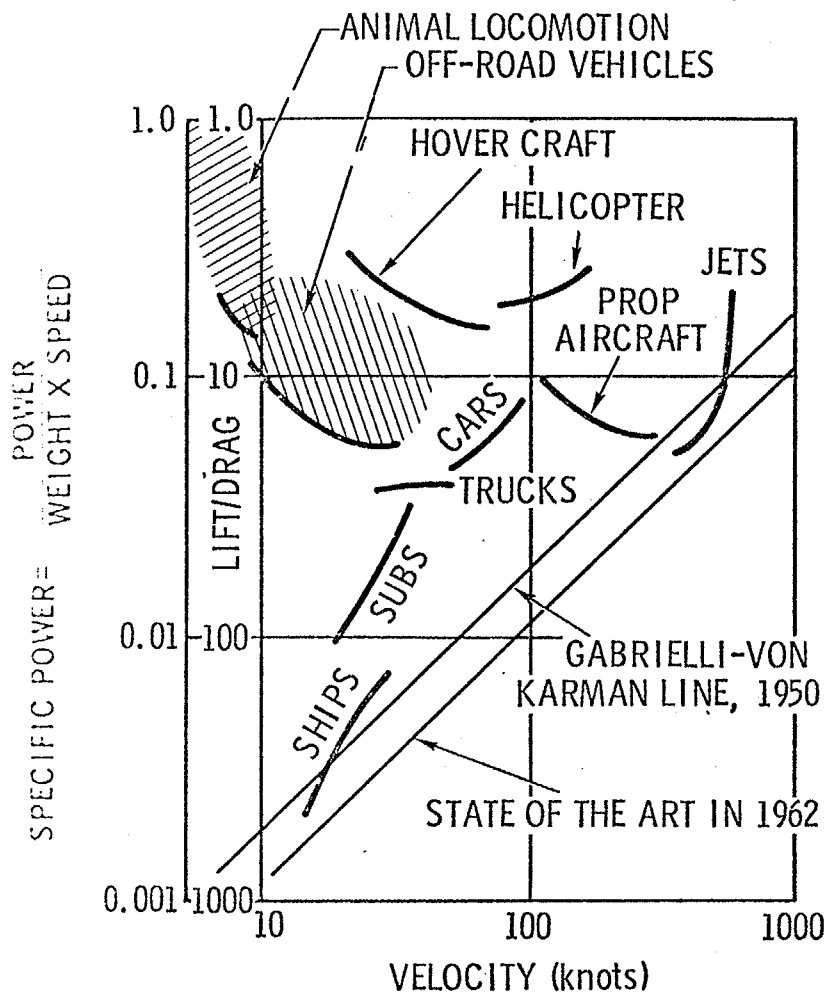 ANIMAL LOCOMOTION
OFF-ROAD VEHICLES
1.0 1.0
HOVER CRAFT
HELICOPTER
JETS
PROP
AIRCRAFT
0.1 10
CARS
TRUCKS
SUBS
0.01 100
SHIPS
GABRIELLI-VON
KARMAN LINE, 1950
STATE OF THE ART IN 1962
0.001 1000
10 100 1000
VELOCITY (knots)
LIFT/DRAG
SPECIFIC POWER = POWER
WEIGHT X SPEED